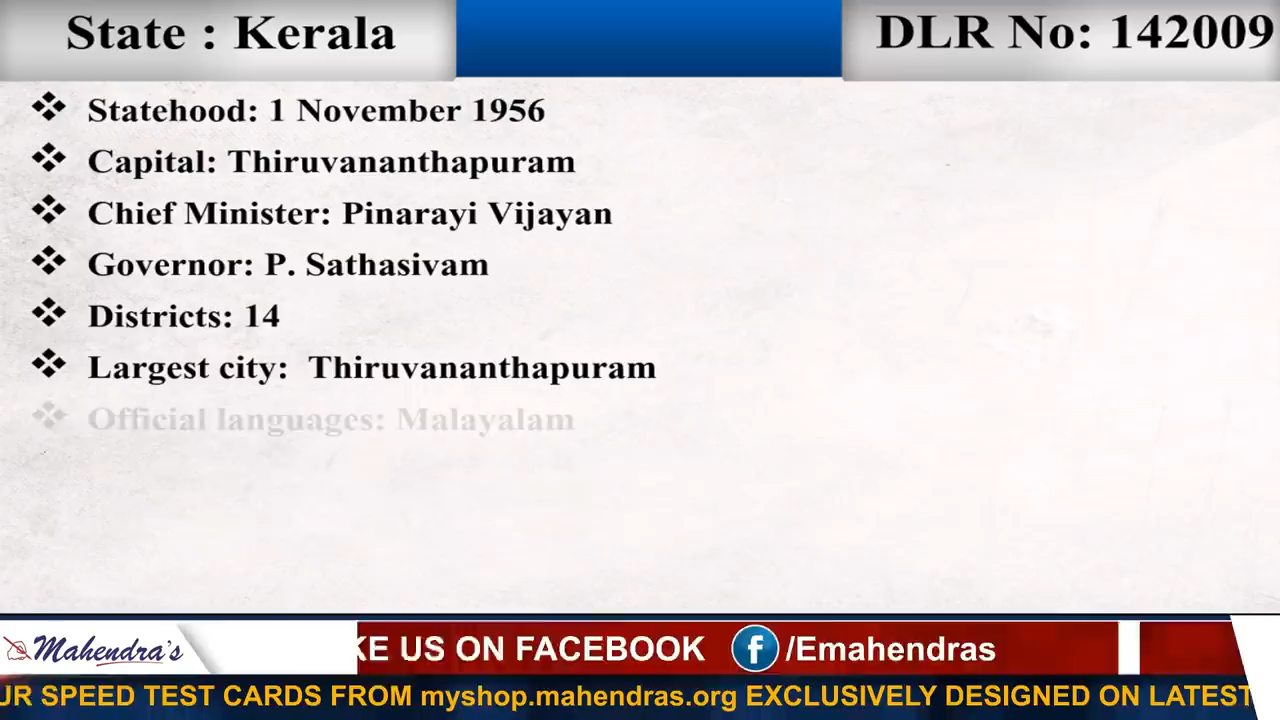 State : Kerala
DLR No: 142009
❖ Statehood: 1 November 1956
❖ Capital: Thiruvananthapuram
❖ Chief Minister: Pinarayi Vijayan
❖ Governor: P. Sathasivam
❖ Districts: 14
❖ Largest city: Thiruvananthapuram
❖ Official languages: Malayalam
Mahendra's
KE US ON FACEBOOK f /Emahendras
UR SPEED TEST CARDS FROM myshop.mahendras.org EXCLUSIVELY DESIGNED ON LATEST